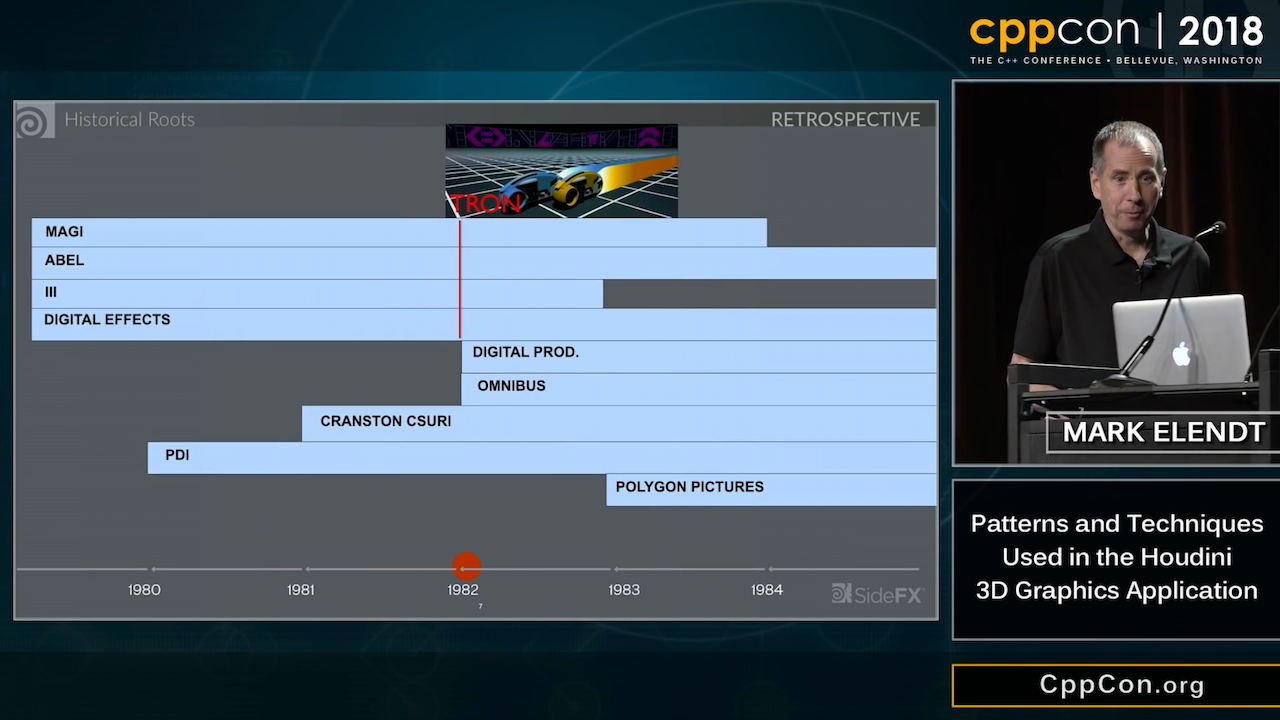 cppcon | 2018
THE C++ CONFERENCE • BELLEVUE, WASHINGTON
Historical Roots
RETROSPECTIVE
TRON
MAGI
ABEL
III
DIGITAL EFFECTS
DIGITAL PROD.
OMNIBUS
CRANSTON CSURI
PDI
POLYGON PICTURES
1980
1981
1982
1983
1984
7
SideFX
MARK ELENDT
Patterns and Techniques
Used in the Houdini
3D Graphics Application
CppCon.org